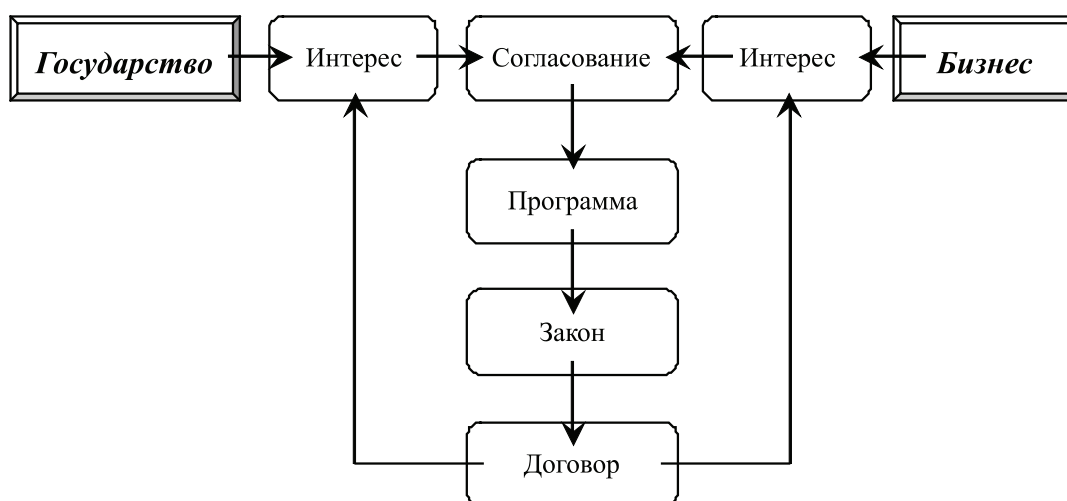 Государство
Интерес
Согласование
Интерес
Бизнес
Программа
Закон
Договор